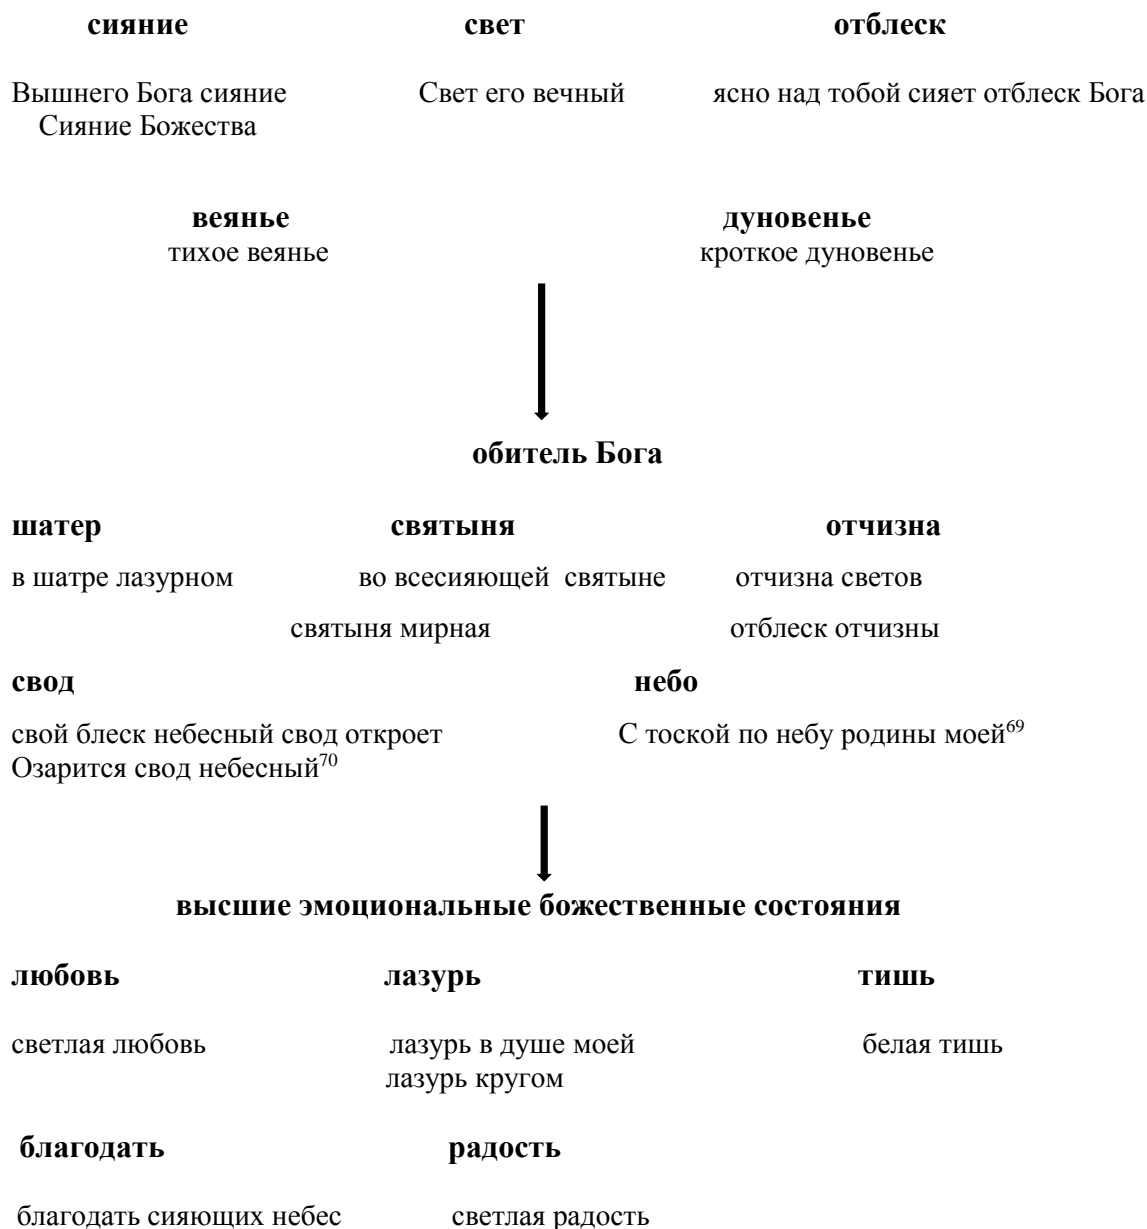 сияние свет отблеск
Вышнего Бога сияние Свет его вечный ясно над тобой сияет отблеск Бога
Сияние Божества
веянье дуновенье
тихое веянье кроткое дуновенье
обитель Бога
шатер святыня отчизна
в шатре лазурном во всесияющей святыне отчизна светов
святыня мирная отблеск отчизны
свод небо
свой блеск небесный свод откроет С тоской по небу родины моей69
Озарится свод небесный70
высшие эмоциональные божественные состояния
любовь лазурь тишь
светлая любовь лазурь в душе моей белая тишь
лазурь кругом
благодать радость
благодать сияющих небес светлая радость